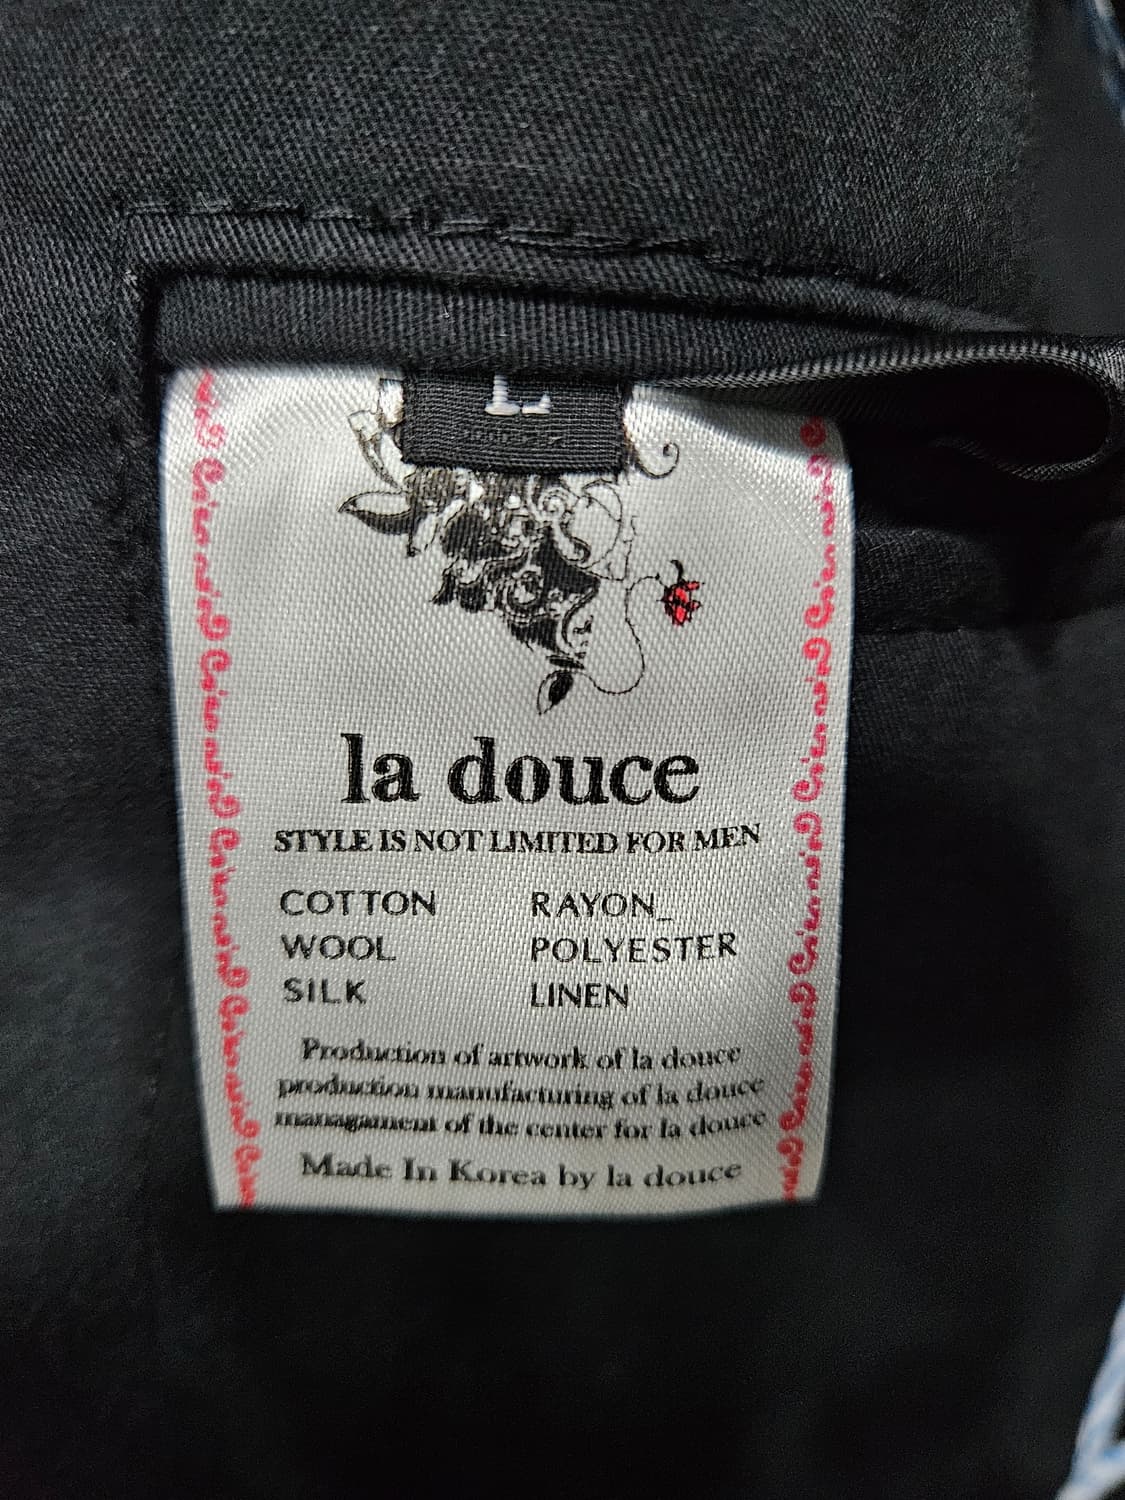 L
la douce
STYLE IS NOT LIMITED FOR MEN
COTTON RAYON_
WOOL POLYESTER
SILK LINEN
Production of artwork of la douce
production manufacturing of la douce
managament of the center for la douce
Made In Korea by la douce